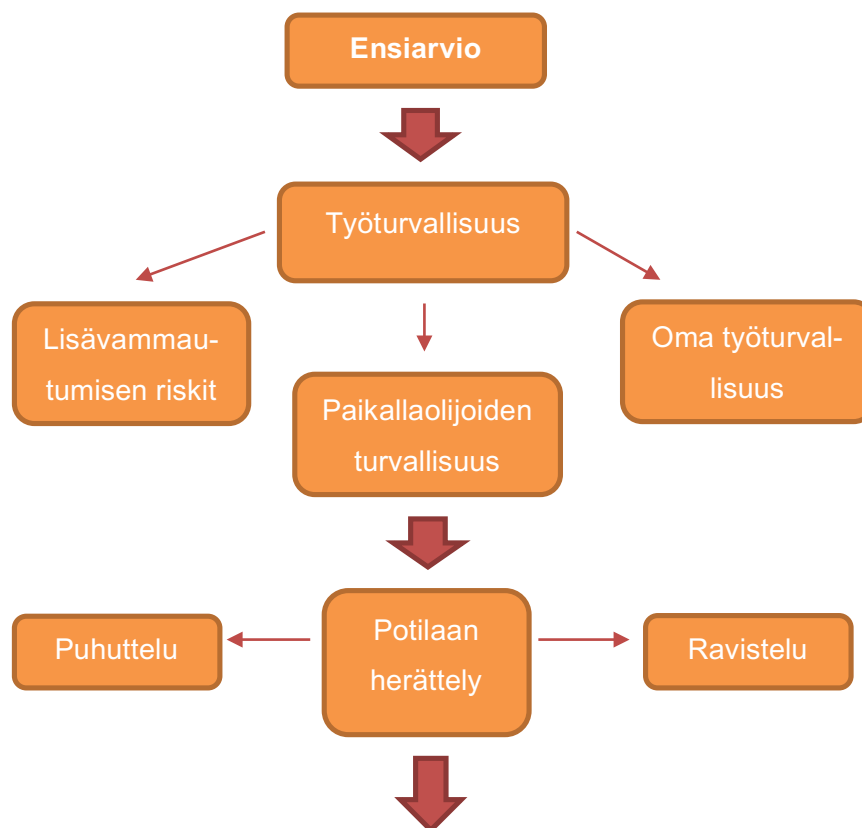 Ensiarvio
Työturvallisuus
Lisävammau-
tumisen riskit
Oma työturval-
lisuus
Paikallaolijoiden
turvallisuus
Puhuttelu
Potilaan
herättely
Ravistelu